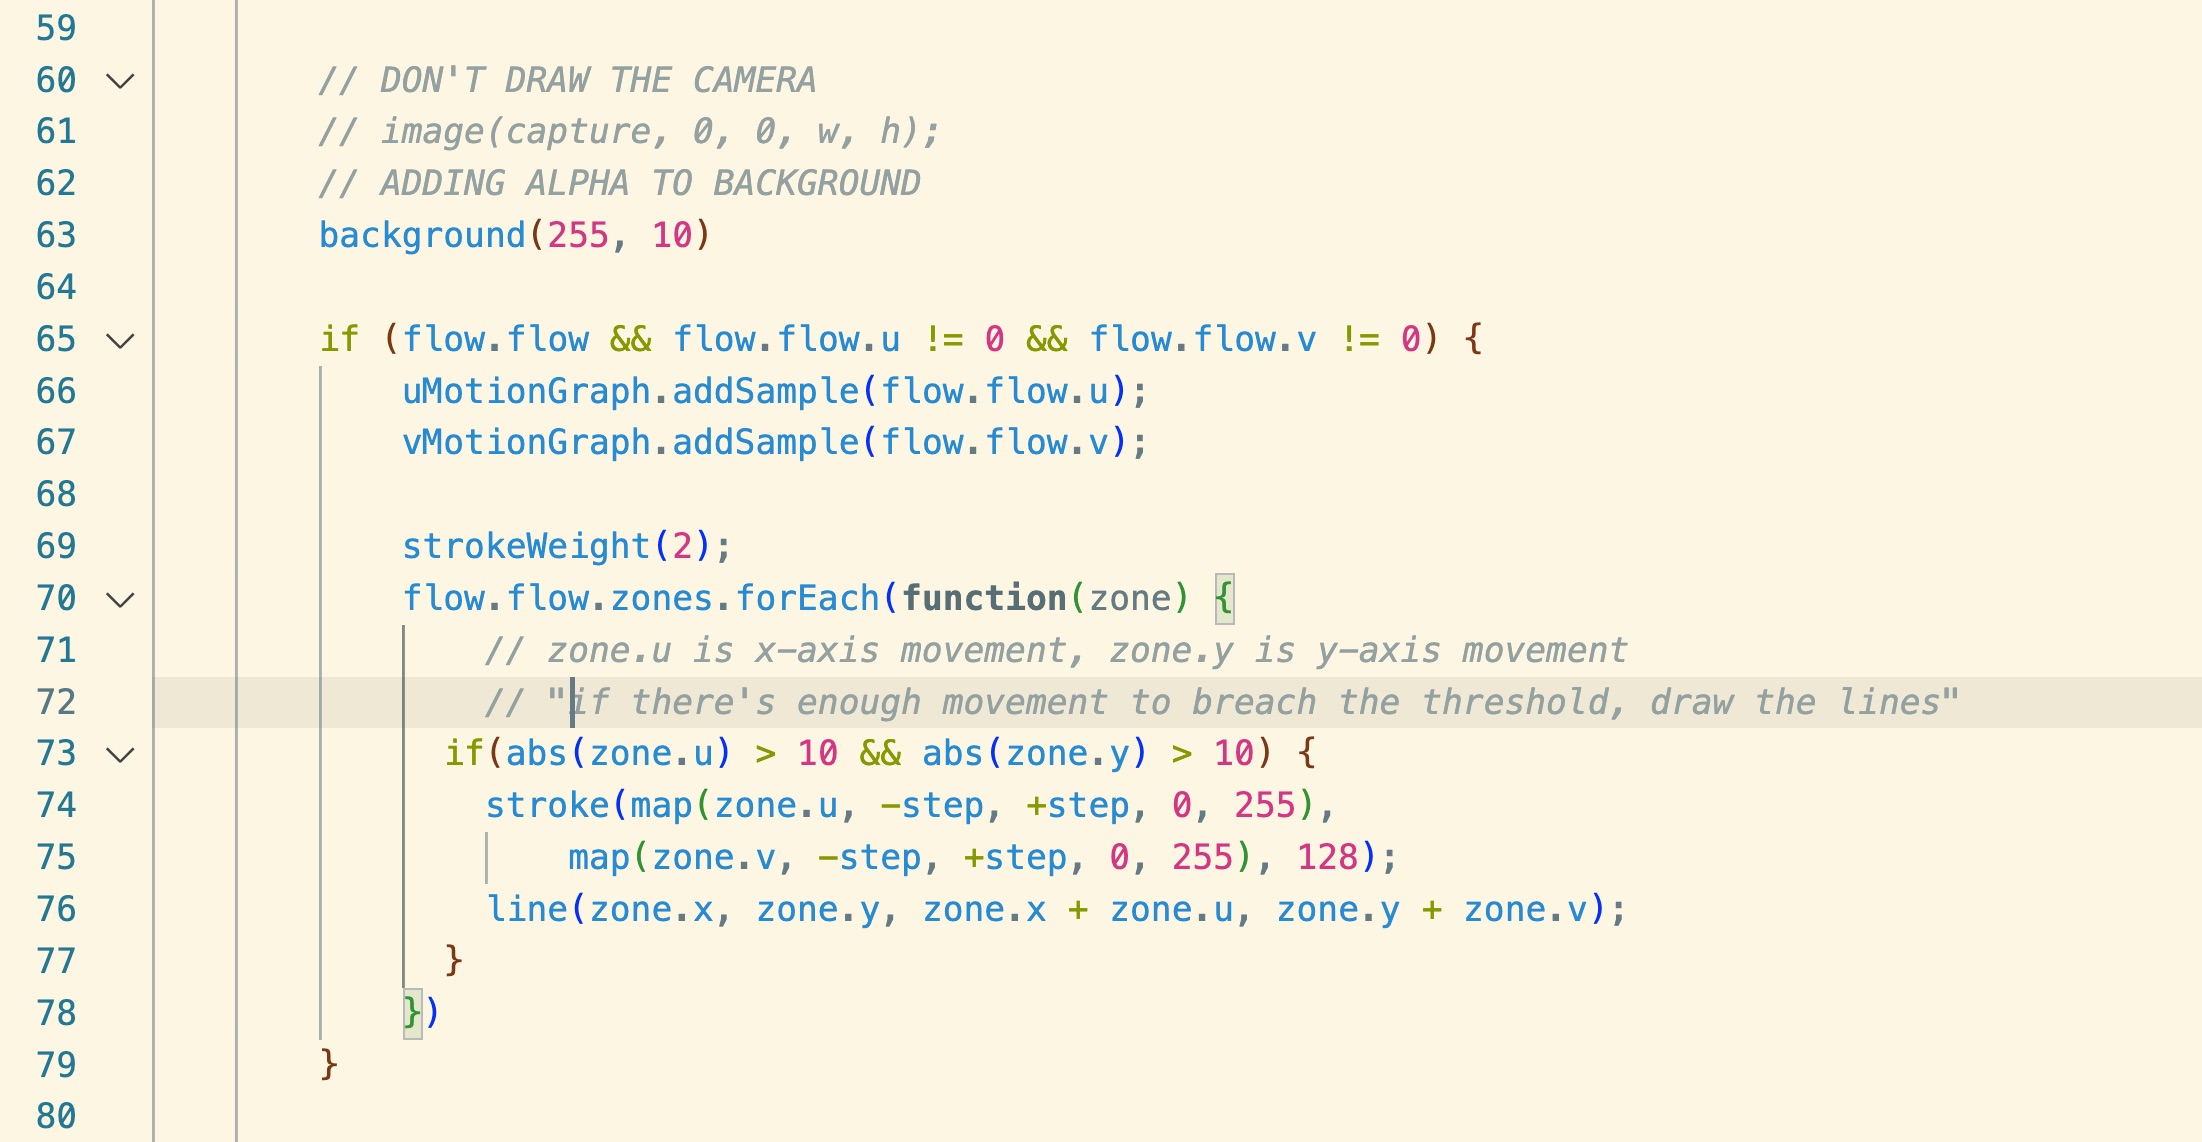 59
60 // DON'T DRAW THE CAMERA
61 // image(capture, 0, 0, w, h);
62 // ADDING ALPHA TO BACKGROUND
63 background(255, 10)
64
65 if (flow.flow && flow.flow.u != 0 && flow.flow.v != 0) {
66 uMotionGraph.addSample(flow.flow.u);
67 vMotionGraph.addSample(flow.flow.v);
68
69 strokeWeight(2);
70 flow.flow.zones.forEach(function(zone) {
71 // zone.u is x-axis movement, zone.y is y-axis movement
72 // "if there's enough movement to breach the threshold, draw the lines"
73 if(abs(zone.u) > 10 && abs(zone.y) > 10) {
74 stroke(map(zone.u, -step, +step, 0, 255),
75 map(zone.v, -step, +step, 0, 255), 128);
76 line(zone.x, zone.y, zone.x + zone.u, zone.y + zone.v);
77 }
78 })
79 }
80